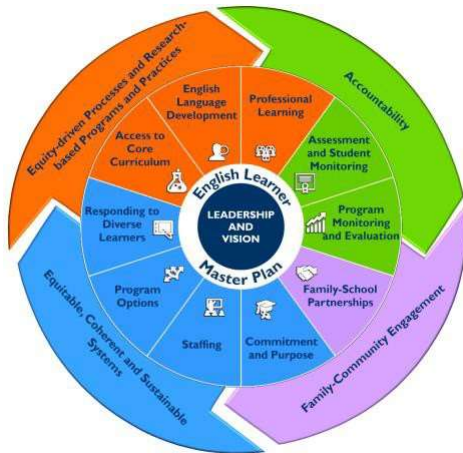 Equity-driven Processes and Research-
based Programs and Practices
Accountability
Family-Community Engagement
Equitable, Coherent and Sustainable
Systems
English Language
Development
Professional
Learning
Assessment
and Student
Monitoring
Program
Monitoring
and Evaluation
Family-School
Partnerships
Commitment
and Purpose
Staffing
Program
Options
Responding to
Diverse
Learners
Access to
Core
Curriculum
English Learner
LEADERSHIP
AND
VISION
Master Plan